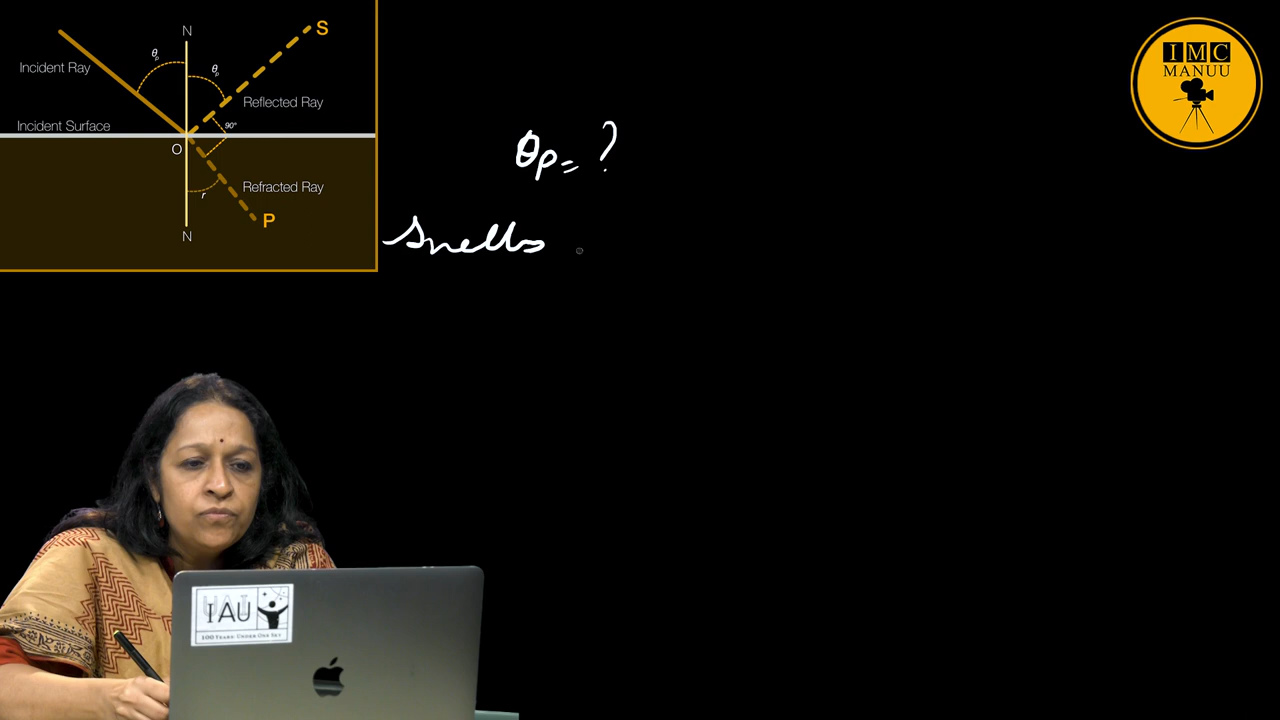 N
S
θp
θp
Incident Ray
Reflected Ray
90°
Incident Surface
O
Refracted Ray
r
P
N
θp = ?
Snells
IMC
MANUU
IAU
100 Years: Under One Sky